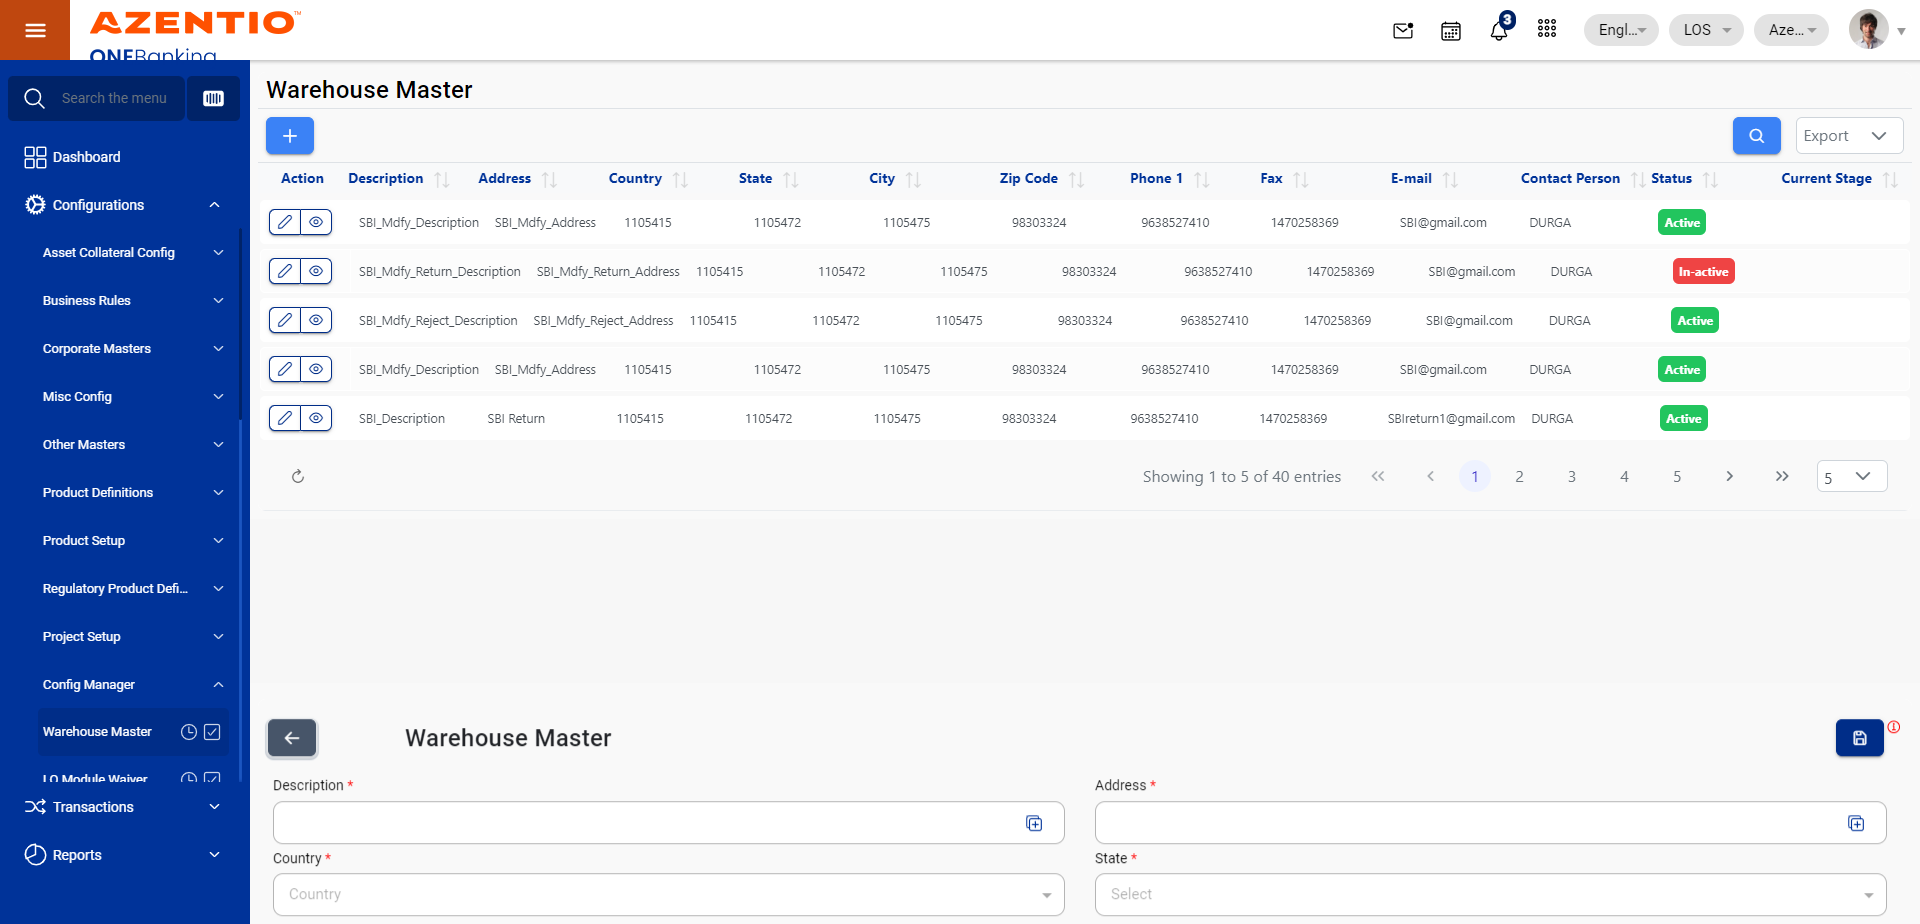 AZENTIO™
ONEBanking
3
Engl...
LOS
Aze...
Search the menu
Dashboard
Configurations
Asset Collateral Config
Business Rules
Corporate Masters
Misc Config
Other Masters
Product Definitions
Product Setup
Regulatory Product Defi...
Project Setup
Config Manager
Warehouse Master
LO Module Waiver
Transactions
Reports
Warehouse Master
Export
Action Description Address Country State City Zip Code Phone 1 Fax E-mail Contact Person Status Current Stage
SBI_Mdfy_Description SBI_Mdfy_Address 1105415 1105472 1105475 98303324 9638527410 1470258369 SBI@gmail.com DURGA Active
SBI_Mdfy_Return_Description SBI_Mdfy_Return_Address 1105415 1105472 1105475 98303324 9638527410 1470258369 SBI@gmail.com DURGA In-active
SBI_Mdfy_Reject_Description SBI_Mdfy_Reject_Address 1105415 1105472 1105475 98303324 9638527410 1470258369 SBI@gmail.com DURGA Active
SBI_Mdfy_Description SBI_Mdfy_Address 1105415 1105472 1105475 98303324 9638527410 1470258369 SBI@gmail.com DURGA Active
SBI_Description SBI Return 1105415 1105472 1105475 98303324 9638527410 1470258369 SBIreturn1@gmail.com DURGA Active
Showing 1 to 5 of 40 entries 1 2 3 4 5 5
Warehouse Master
Description * Address *
Country * State *
Country Select